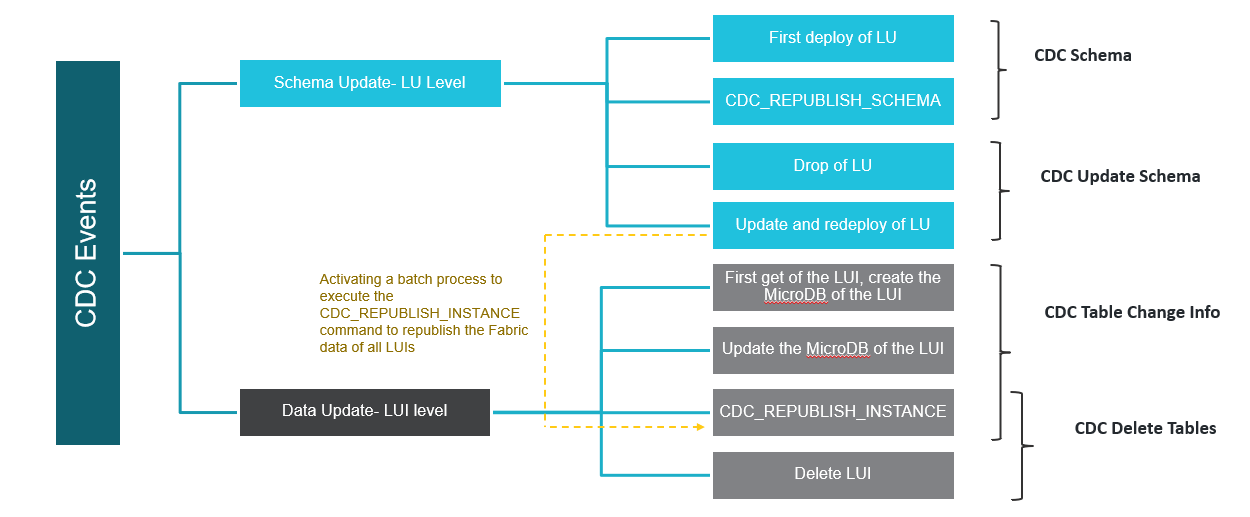 CDC Events
Schema Update- LU Level
First deploy of LU
CDC_REPUBLISH_SCHEMA
CDC Schema
Drop of LU
Update and redeploy of LU
CDC Update Schema
Activating a batch process to
execute the
CDC_REPUBLISH_INSTANCE
command to republish the Fabric
data of all LUIs
Data Update- LUI level
First get of the LUI, create the
MicroDB of the LUI
Update the MicroDB of the LUI
CDC_REPUBLISH_INSTANCE
Delete LUI
CDC Table Change Info
CDC Delete Tables